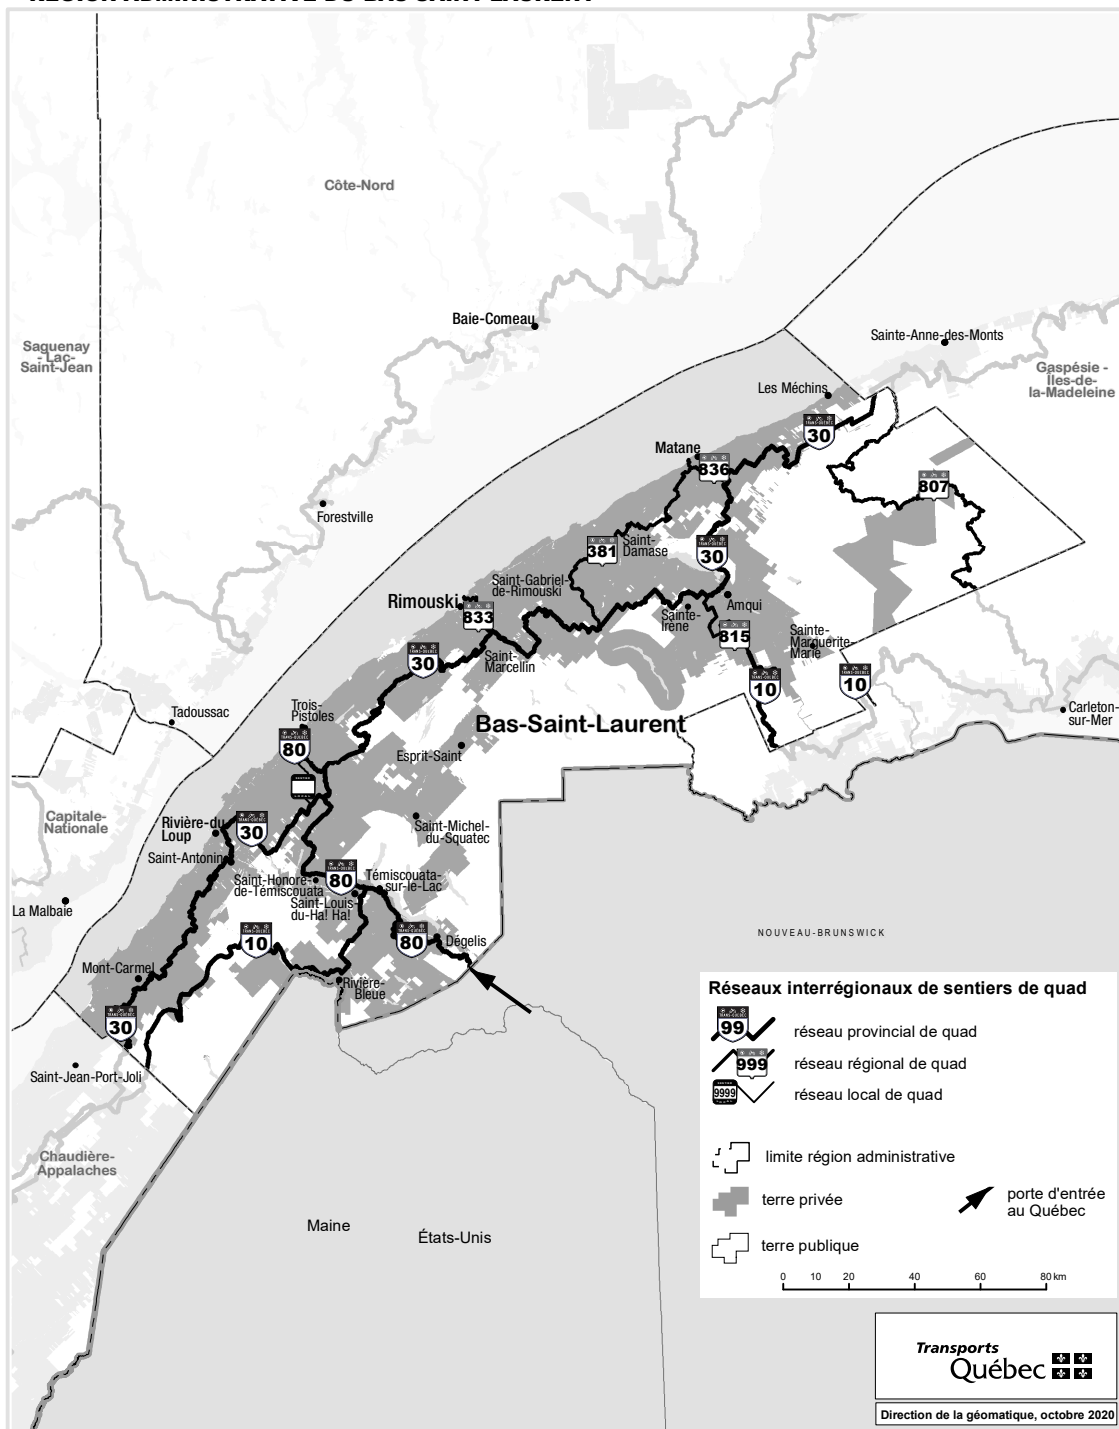 RÉGION ADMINISTRATIVE DU BAS-SAINT-LAURENT
Côte-Nord
Baie-Comeau
Saguenay
- Lac-
Saint-Jean
Sainte-Anne-des-Monts
Gaspésie -
Îles-de-
la-Madeleine
Les Méchins
30
Matane
836
807
Forestville
381
Saint-
Damase
30
Saint-Gabriel-
de-Rimouski
Rimouski
833
Amqui
Sainte-
Irène
815
Sainte-
Marguerite-
Marie
Saint-
Marcellin
30
10
10
Carleton-
sur-Mer
Tadoussac
Trois-
Pistoles
Bas-Saint-Laurent
80
Esprit-Saint
Capitale-
Nationale
Rivière-du
Loup
30
Saint-Michel-
du-Squatec
Saint-Antonin
Saint-Honoré-
de-Témiscouata
80
Témiscouata-
sur-le-Lac
Saint-Louis-
du-Ha! Ha!
La Malbaie
10
80
Dégelis
NOUVEAU-BRUNSWICK
Mont-Carmel
Rivière-
Bleue
30
Saint-Jean-Port-Joli
Chaudière-
Appalaches
Maine
États-Unis
Réseaux interrégionaux de sentiers de quad
99 réseau provincial de quad
999 réseau régional de quad
9999 réseau local de quad
limite région administrative
terre privée
porte d'entrée
au Québec
terre publique
0 10 20 40 60 80 km
Transports
Québec
Direction de la géomatique, octobre 2020